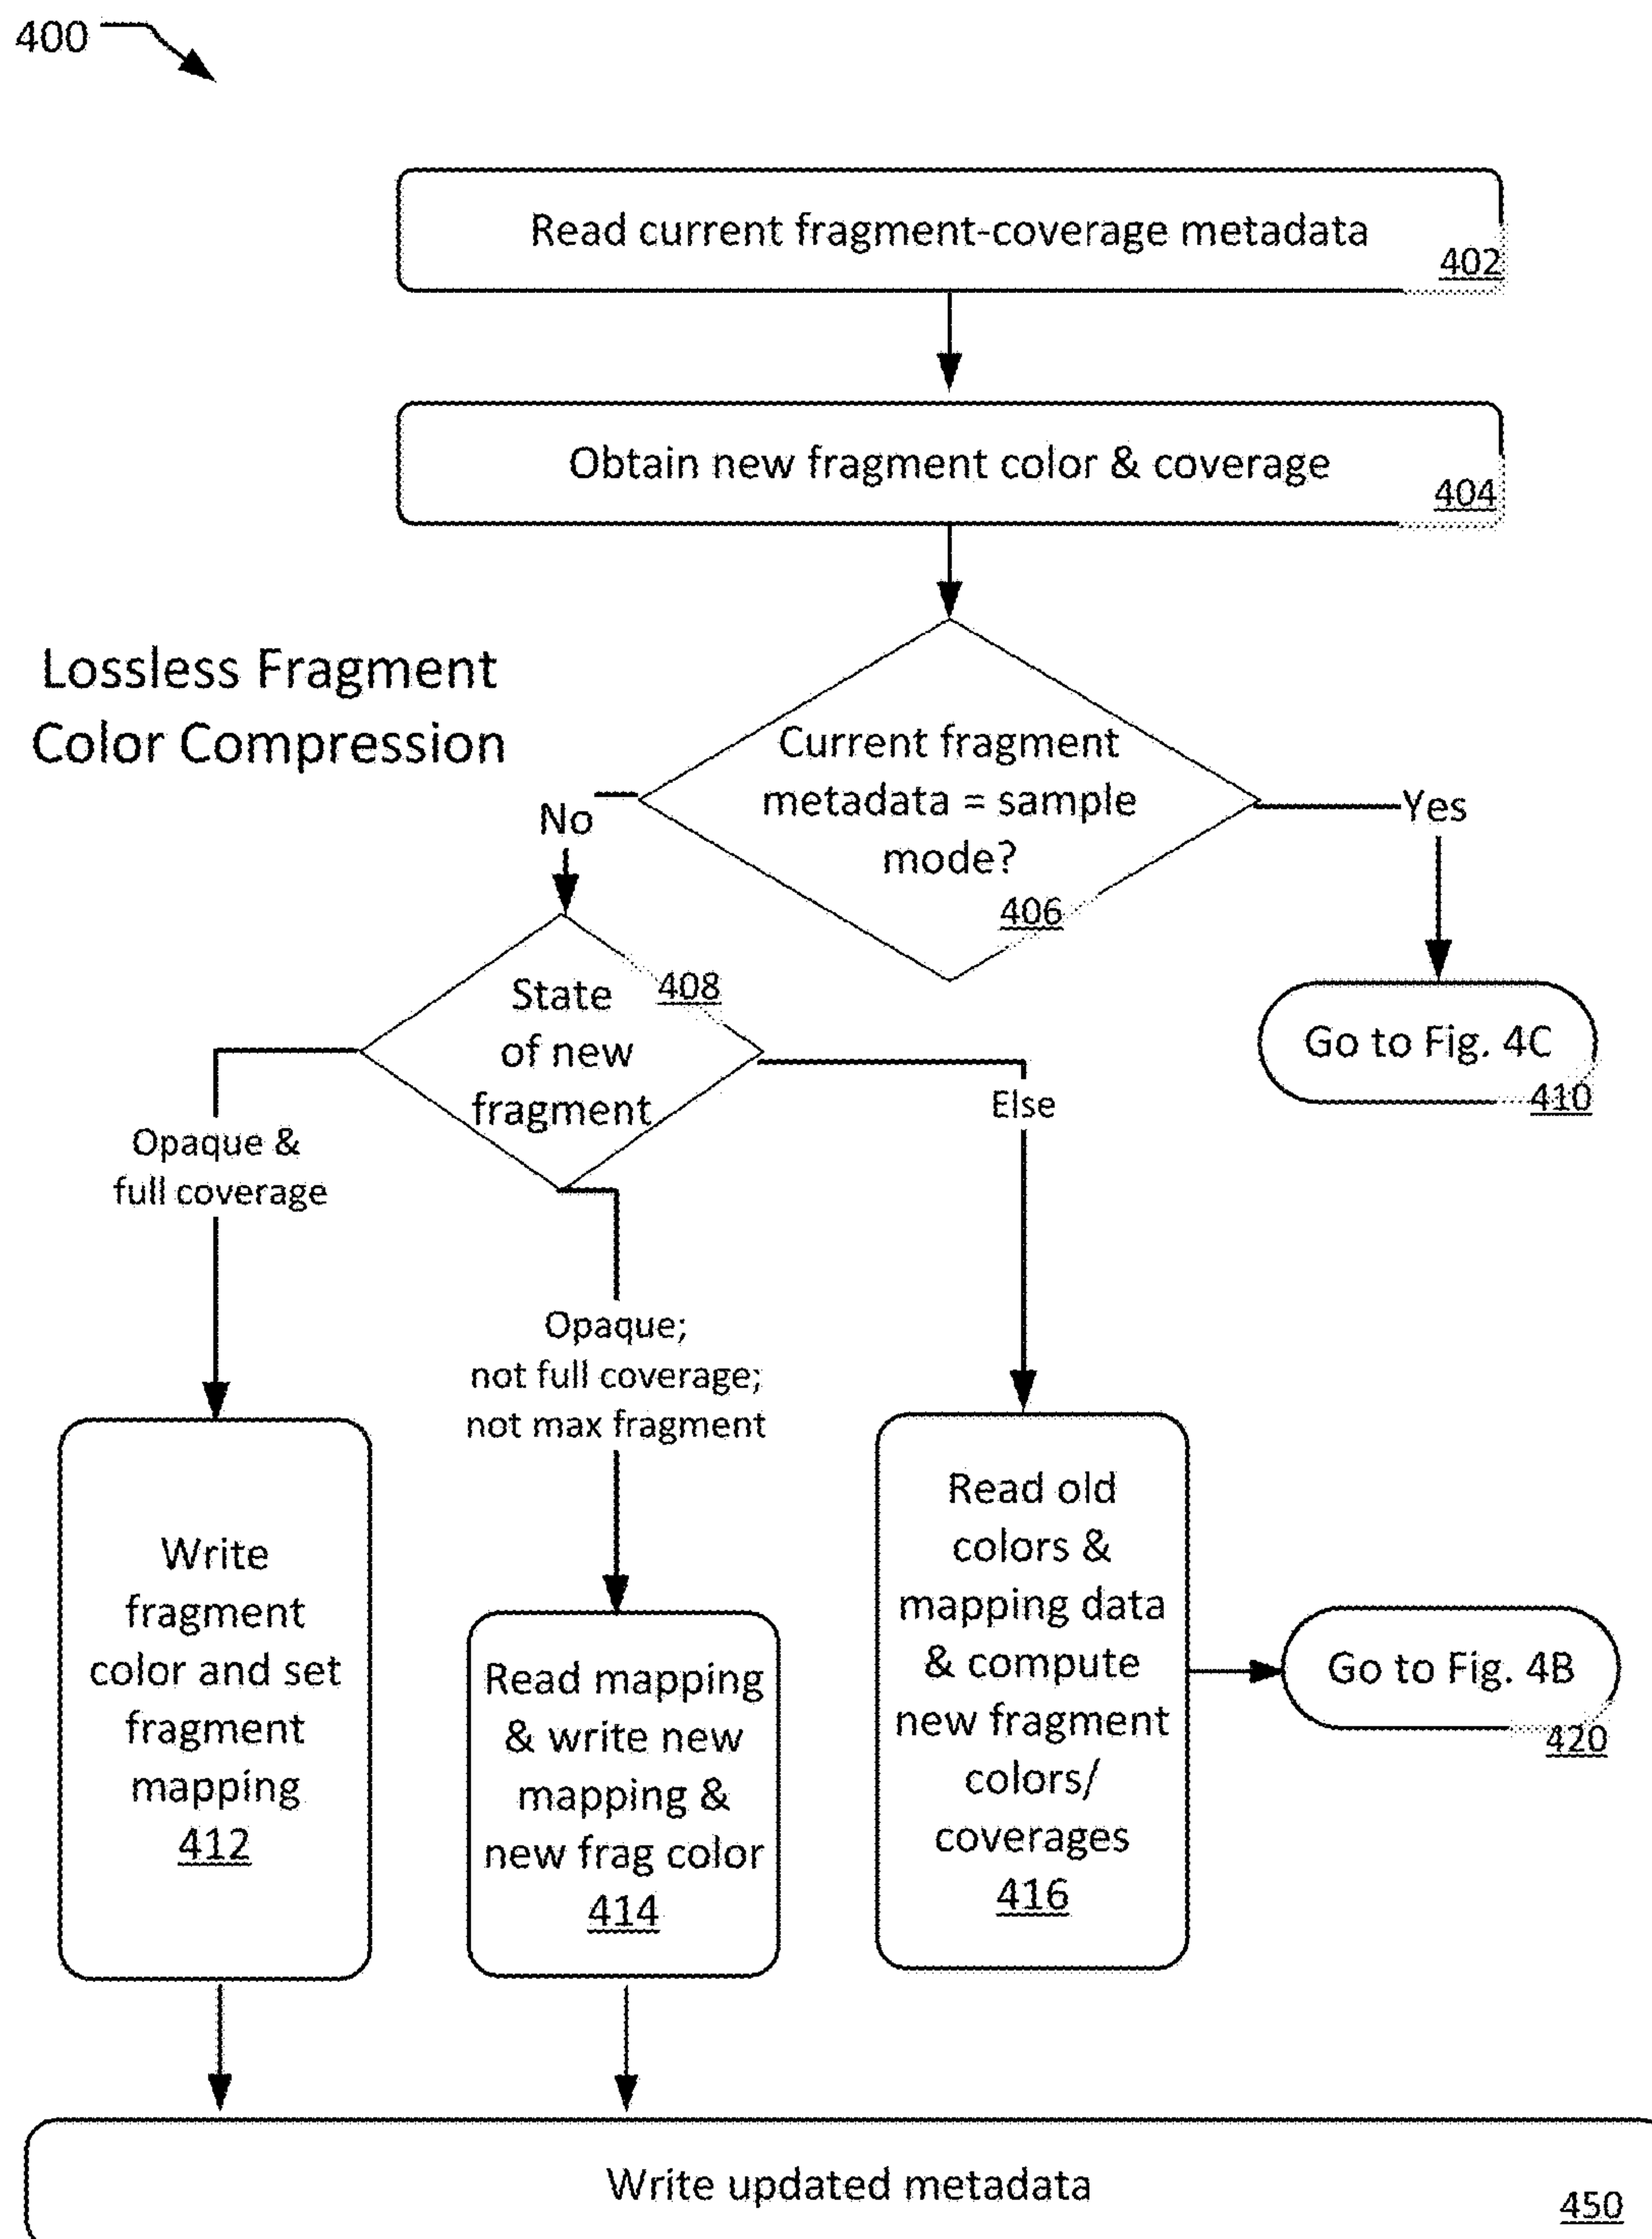 400
Read current fragment-coverage metadata
402
Obtain new fragment color & coverage
404
Lossless Fragment
Color Compression
Current fragment
metadata = sample
mode?
406
No
Yes
State
of new
fragment
408
Go to Fig. 4C
410
Opaque &
full coverage
Opaque;
not full coverage;
not max fragment
Else
Write
fragment
color and set
fragment
mapping
412
Read mapping
& write new
mapping &
new frag color
414
Read old
colors &
mapping data
& compute
new fragment
colors/
coverages
416
Go to Fig. 4B
420
Write updated metadata
450